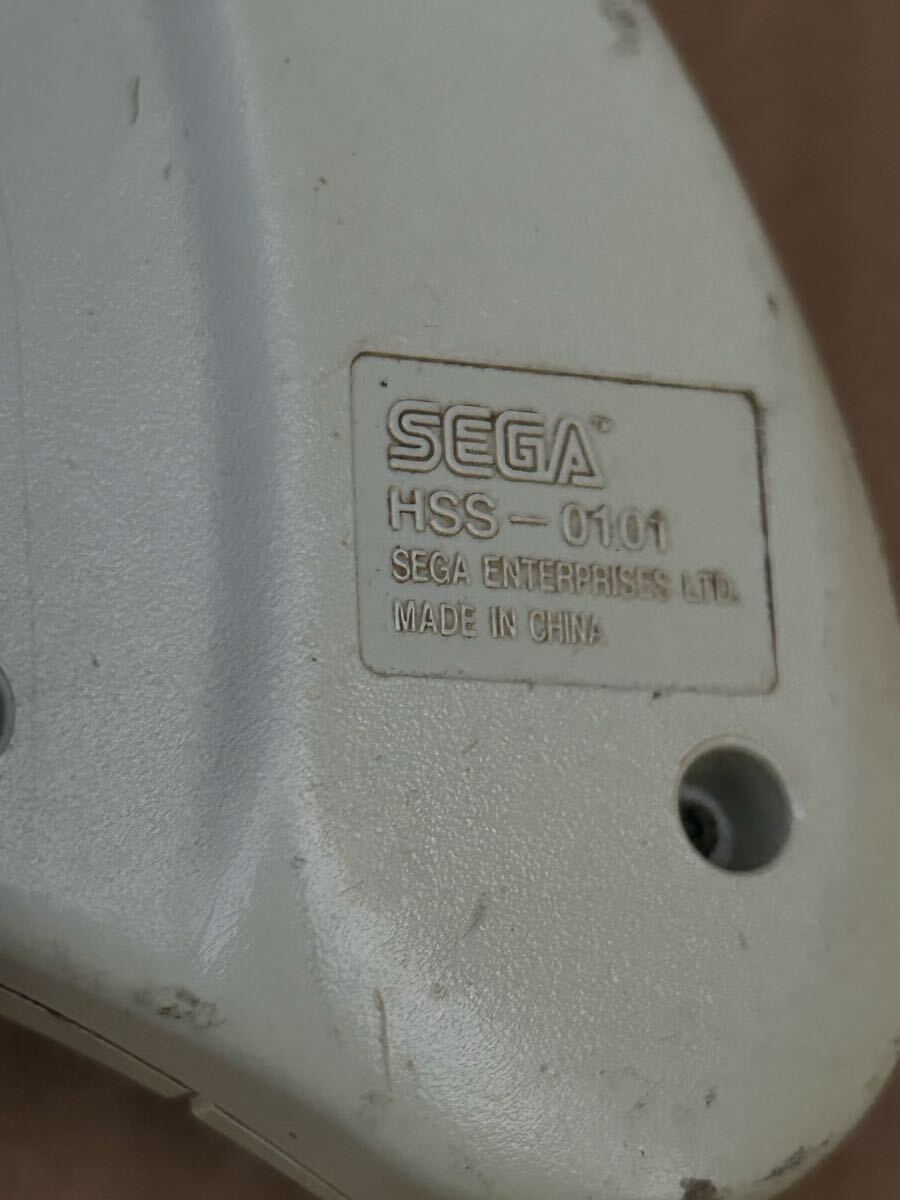 SEGA
HSS-0101
SEGA ENTERPRISES LTD.
MADE IN CHINA